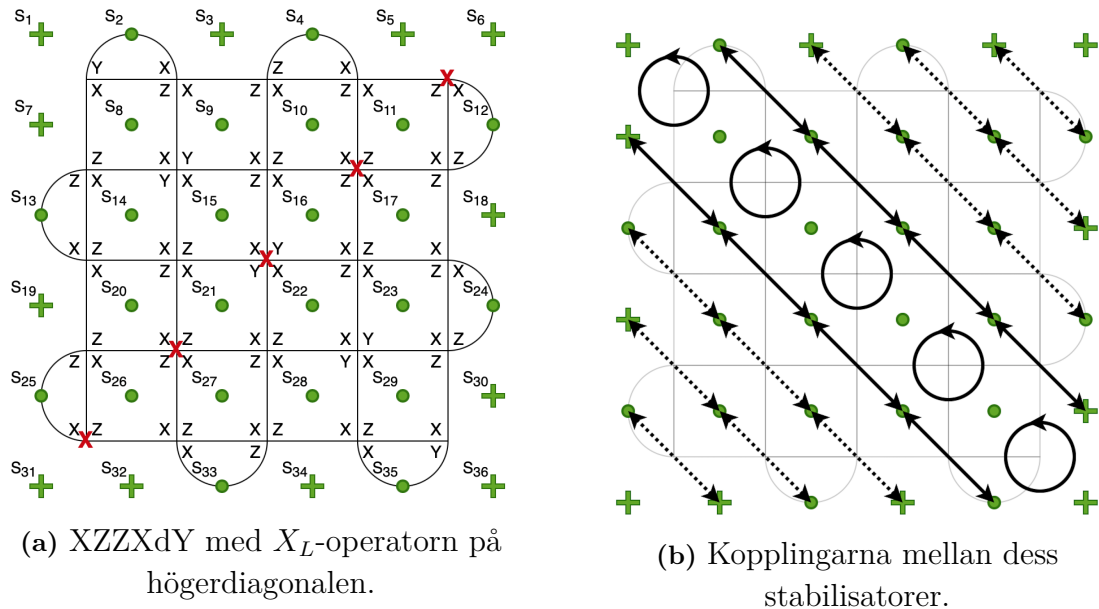 S1 S2 S3 S4 S5 S6
Y X Z X
X
X Z X Z X Z X Z X
S7 S8 S9 S10 S11 S12
Z X Y X Z X Z X Z
X
Z X Y X Z X Z X Z
S13 S14 S15 S16 S17 S18
X Z X Z X Y X Z X
X
X Z X Y X Z X Z X
S19 S20 S21 S22 S23 S24
Z X Z X Z X Y X Z
X
Z X Z X Z X Y X Z
S25 S26 S27 S28 S29 S30
X Z X Z X Z X Z X
X
X Z X Y
S31 S32 S33 S34 S35 S36
(a) XZZXdY med X_L-operatorn på
högerdiagonalen.
(b) Kopplingarna mellan dess
stabilisatorer.